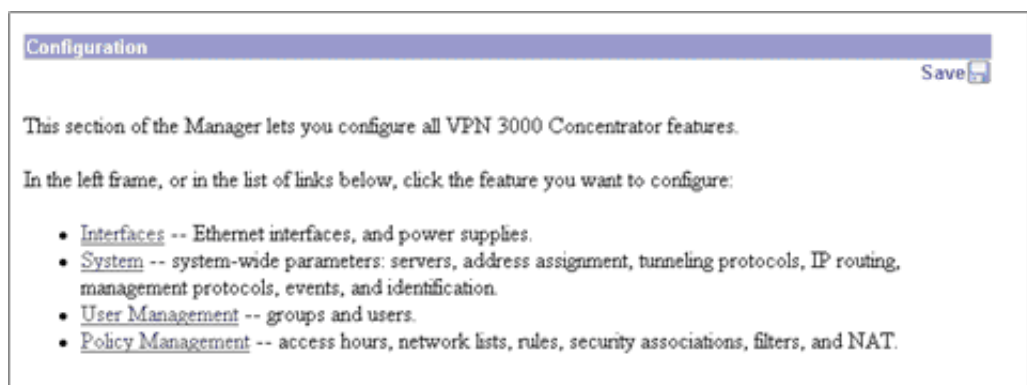 Configuration
Save
This section of the Manager lets you configure all VPN 3000 Concentrator features.
In the left frame, or in the list of links below, click the feature you want to configure:
• Interfaces -- Ethernet interfaces, and power supplies.
• System -- system-wide parameters: servers, address assignment, tunneling protocols, IP routing,
management protocols, events, and identification.
• User Management -- groups and users.
• Policy Management -- access hours, network lists, rules, security associations, filters, and NAT.